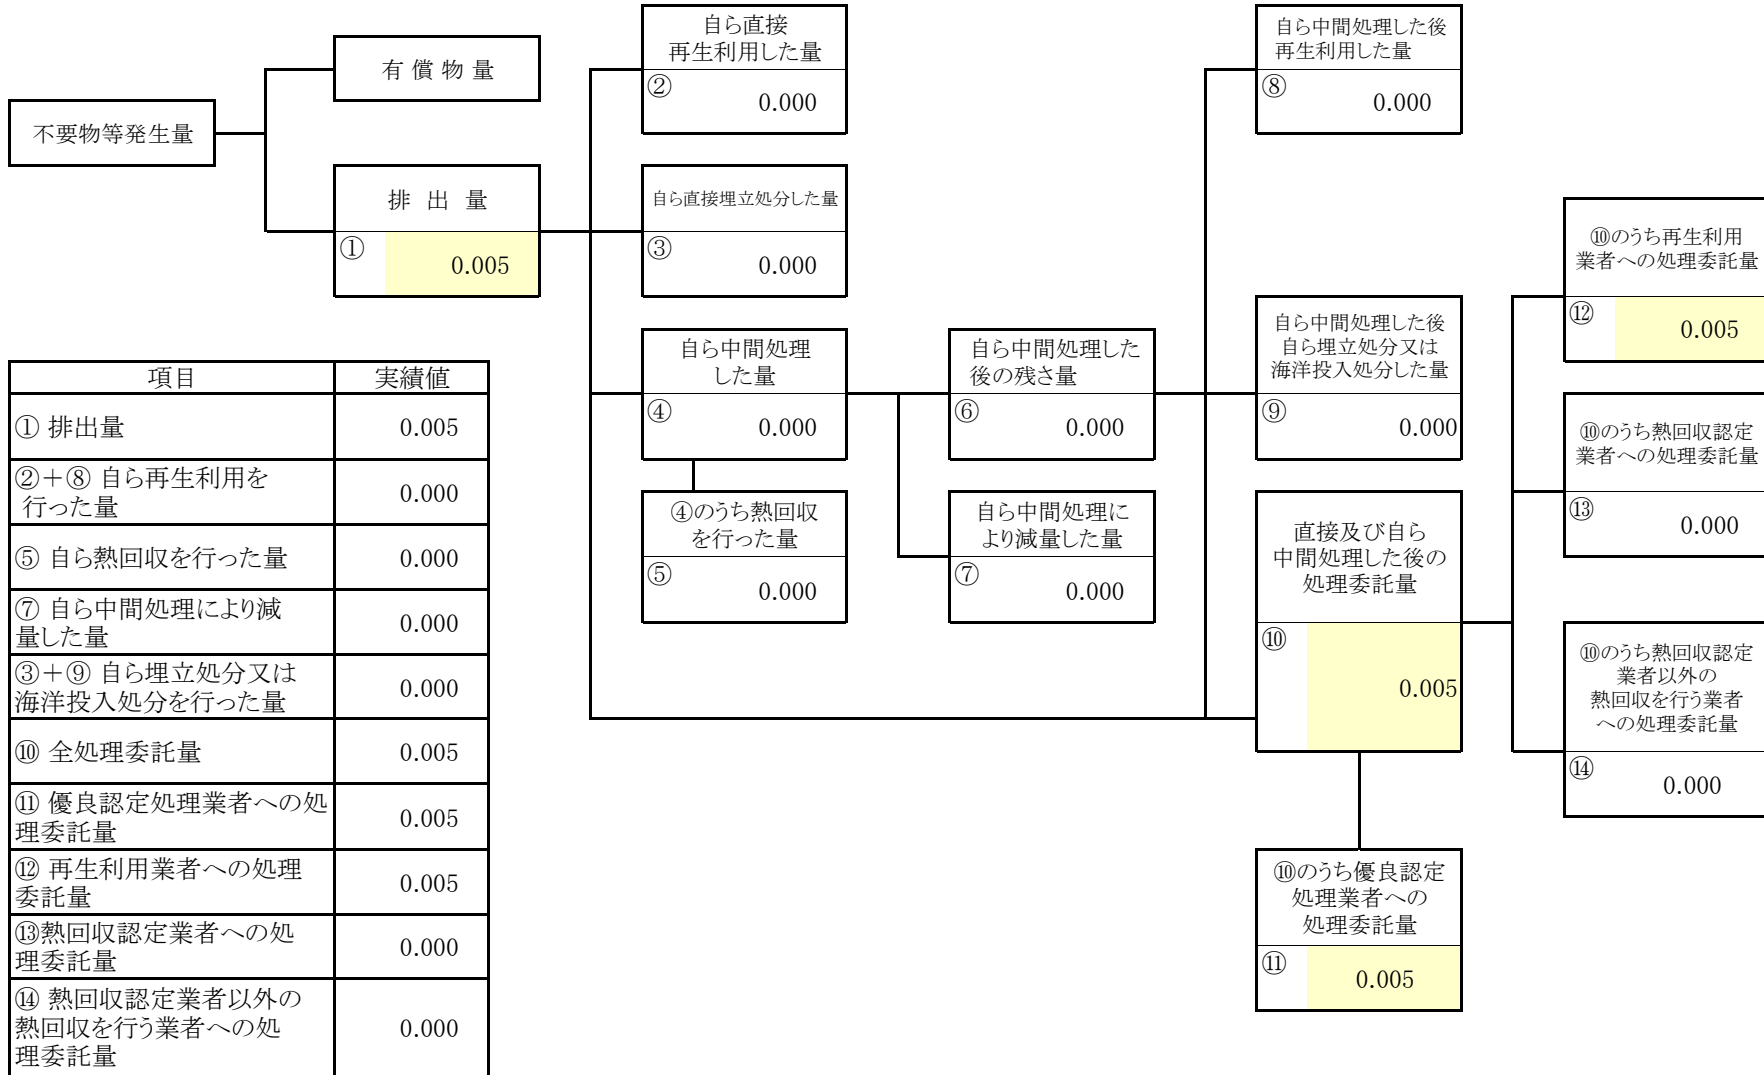 不要物等発生量
有 償 物 量
排 出 量
①
0.005
自ら直接
再生利用した量
②
0.000
自ら直接埋立処分した量
③
0.000
自ら中間処理
した量
④
0.000
④のうち熱回収
を行った量
⑤
0.000
自ら中間処理した
後の残さ量
⑥
0.000
自ら中間処理に
より減量した量
⑦
0.000
自ら中間処理した後
再生利用した量
⑧
0.000
自ら中間処理した後
自ら埋立処分又は
海洋投入処分した量
⑨
0.000
直接及び自ら
中間処理した後の
処理委託量
⑩
0.005
⑩のうち優良認定
処理業者への
処理委託量
⑪
0.005
⑩のうち再生利用
業者への処理委託量
⑫
0.005
⑩のうち熱回収認定
業者への処理委託量
⑬
0.000
⑩のうち熱回収認定
業者以外の
熱回収を行う業者
への処理委託量
⑭
0.000
項目 実績値
① 排出量 0.005
②＋⑧ 自ら再生利用を
行った量
0.000
⑤ 自ら熱回収を行った量 0.000
⑦ 自ら中間処理により減
量した量
0.000
③＋⑨ 自ら埋立処分又は
海洋投入処分を行った量
0.000
⑩ 全処理委託量 0.005
⑪ 優良認定処理業者への処
理委託量
0.005
⑫ 再生利用業者への処理
委託量
0.005
⑬熱回収認定業者への処
理委託量
0.000
⑭ 熱回収認定業者以外の
熱回収を行う業者への処
理委託量
0.000